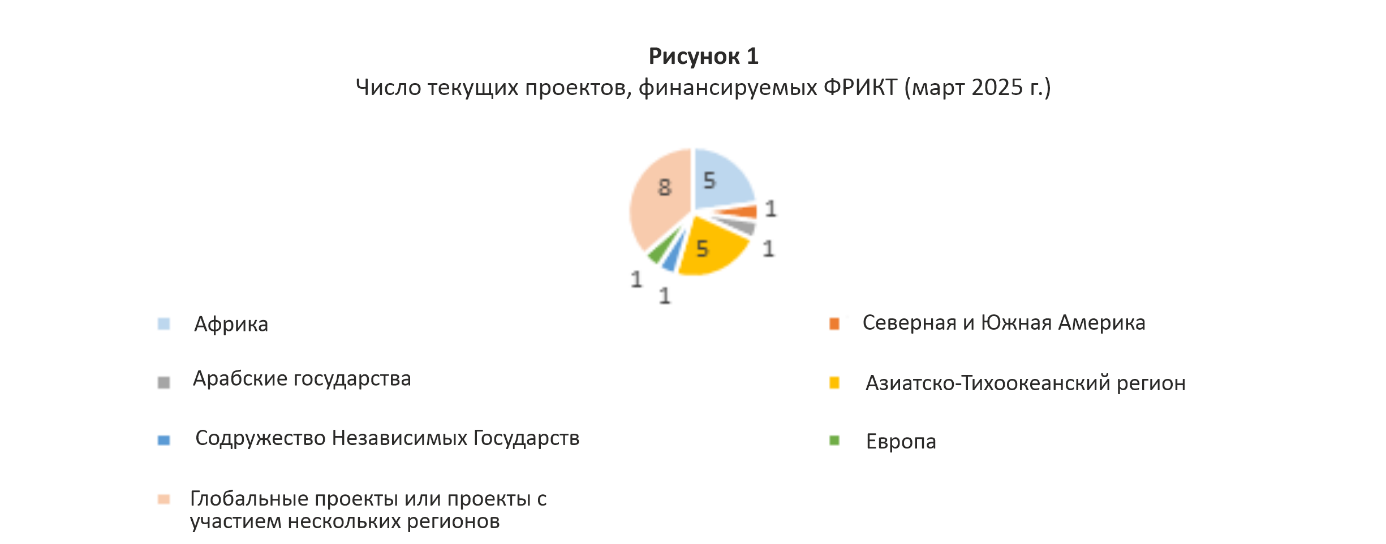 Рисунок 1
Число текущих проектов, финансируемых ФРИКТ (март 2025 г.)
8
5
1
5
1
1
1
Африка
Северная и Южная Америка
Арабские государства
Азиатско-Тихоокеанский регион
Содружество Независимых Государств
Европа
Глобальные проекты или проекты с
участием нескольких регионов